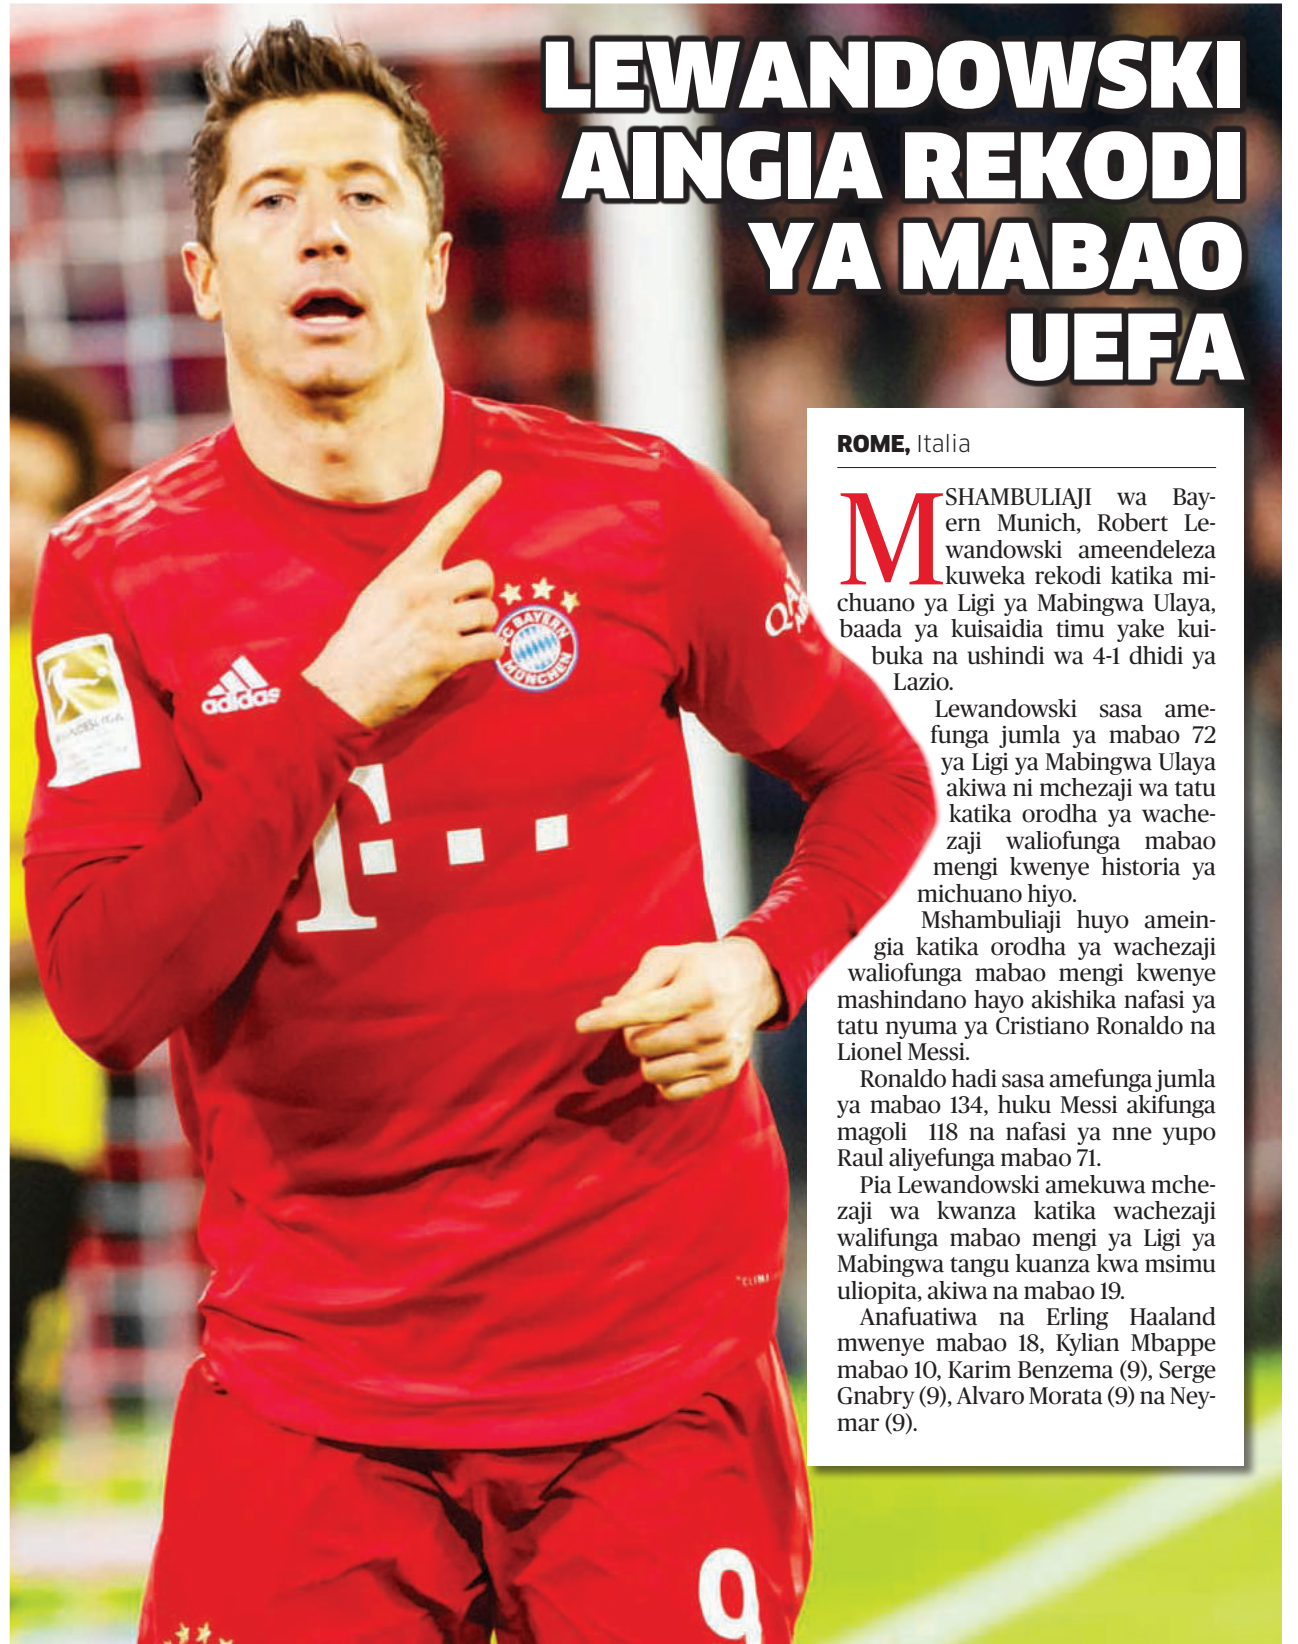 LEWANDOWSKI
AINGIA REKODI
YA MABAO
UEFA
ROME, Italia
MSHAMBULIAJI wa Bay-
ern Munich, Robert Le-
wandowski ameendeleza
kuweka rekodi katika mi-
chuano ya Ligi ya Mabingwa Ulaya,
baada ya kuisaidia timu yake kui-
buka na ushindi wa 4-1 dhidi ya
Lazio.
Lewandowski sasa ame-
funga jumla ya mabao 72
ya Ligi ya Mabingwa Ulaya
akiwa ni mchezaji wa tatu
katika orodha ya wache-
zaji waliofunga mabao
mengi kwenye historia ya
michuano hiyo.
Mshambuliaji huyo amein-
gia katika orodha ya wachezaji
waliofunga mabao mengi kwenye
mashindano hayo akishika nafasi ya
tatu nyuma ya Cristiano Ronaldo na
Lionel Messi.
Ronaldo hadi sasa amefunga jumla
ya mabao 134, huku Messi akifunga
magoli 118 na nafasi ya nne yupo
Raul aliyefunga mabao 71.
Pia Lewandowski amekuwa mche-
zaji wa kwanza katika wachezaji
walifunga mabao mengi ya Ligi ya
Mabingwa tangu kuanza kwa msimu
uliopita, akiwa na mabao 19.
Anafuatiwa na Erling Haaland
mwenye mabao 18, Kylian Mbappe
mabao 10, Karim Benzema (9), Serge
Gnabry (9), Alvaro Morata (9) na Ney-
mar (9).
FC BAYERN
MÜNCHEN
adidas
BUNDESLIGA
T
9